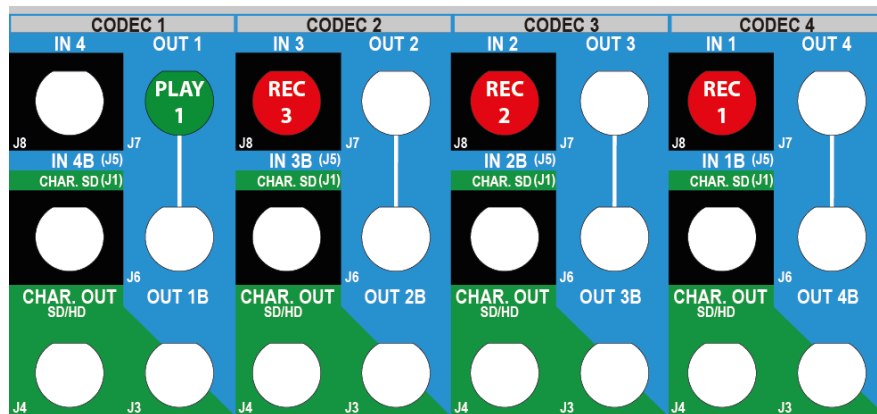 CODEC 1 CODEC 2 CODEC 3 CODEC 4
IN 4 OUT 1 IN 3 OUT 2 IN 2 OUT 3 IN 1 OUT 4
PLAY REC REC REC
1 3 2 1
J8 J7 J8 J7 J8 J7 J8 J7
IN 4B (J5) IN 3B (J5) IN 2B (J5) IN 1B (J5)
CHAR. SD (J1) CHAR. SD (J1) CHAR. SD (J1) CHAR. SD (J1)
J6 J6 J6 J6
CHAR. OUT OUT 1B CHAR. OUT OUT 2B CHAR. OUT OUT 3B CHAR. OUT OUT 4B
SD/HD SD/HD SD/HD SD/HD
J4 J3 J4 J3 J4 J3 J4 J3